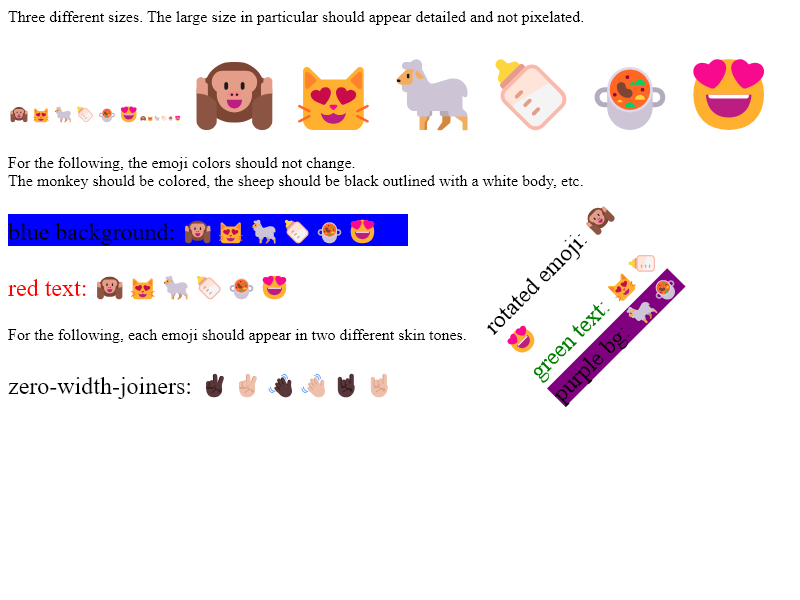 Three different sizes. The large size in particular should appear detailed and not pixelated.
For the following, the emoji colors should not change.
The monkey should be colored, the sheep should be black outlined with a white body, etc.
blue background:
red text:
For the following, each emoji should appear in two different skin tones.
zero-width-joiners:
rotated emoji:
green text:
purple bg: